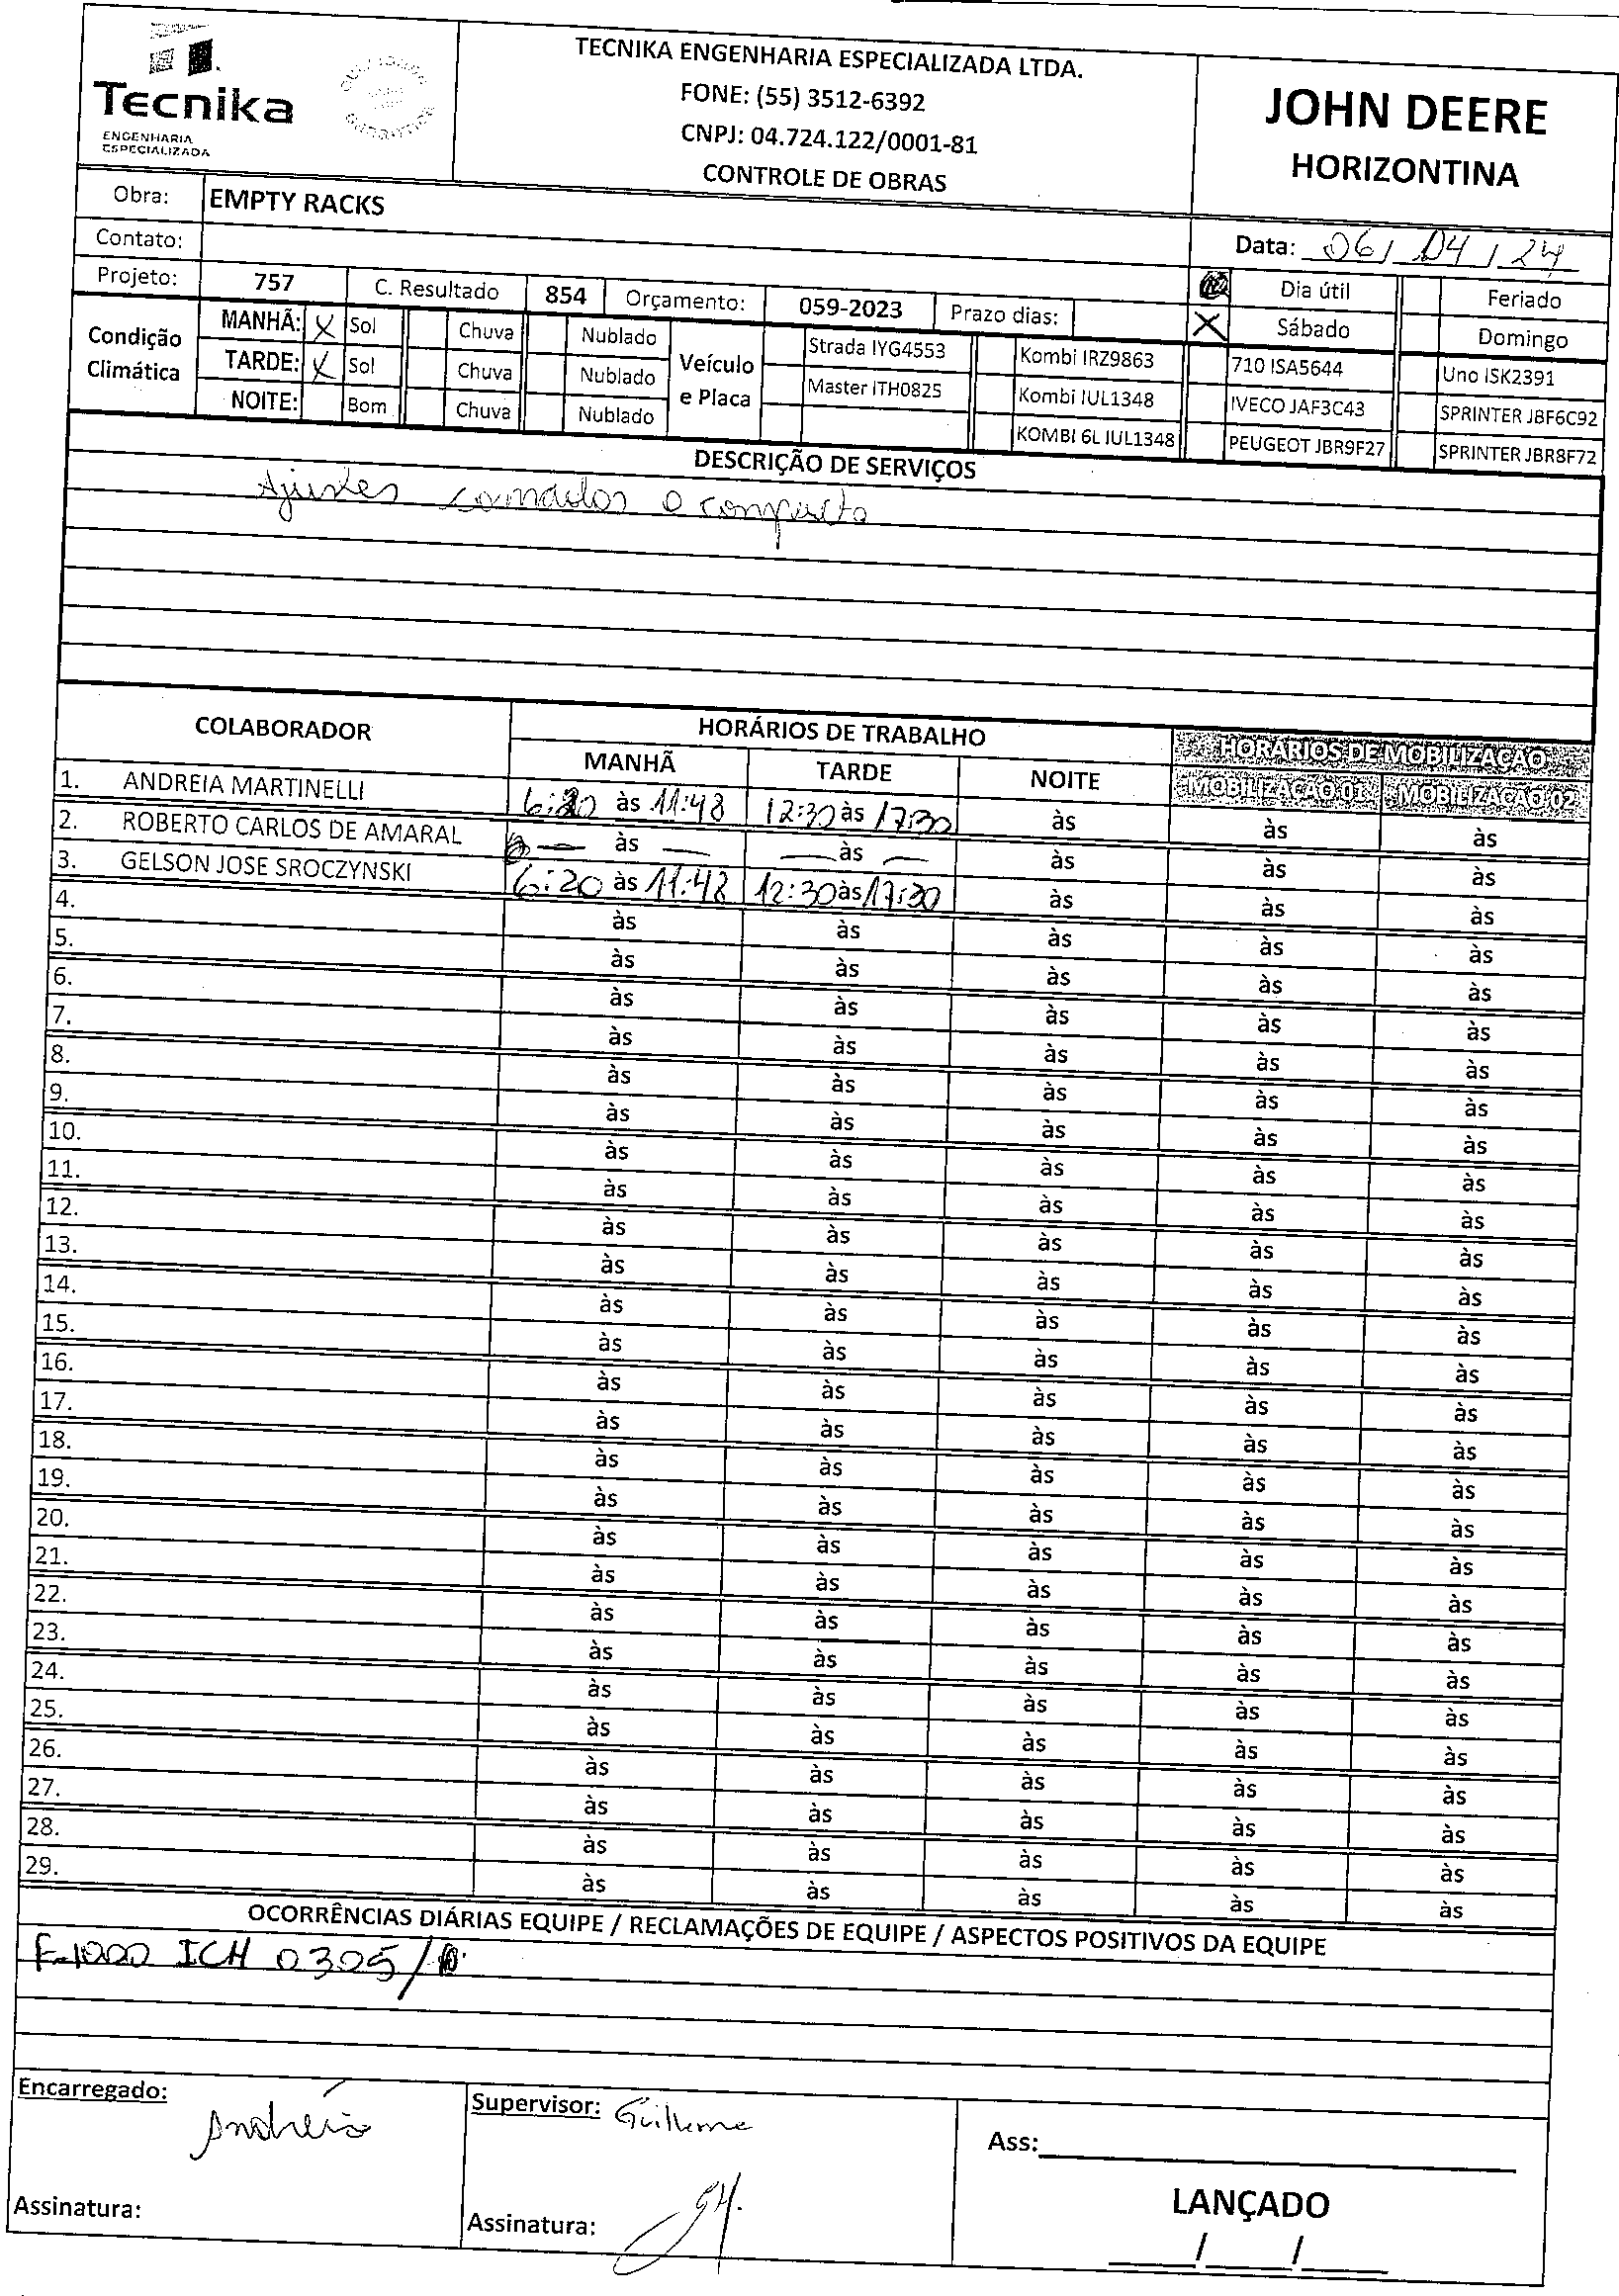 Tecnika
ENGENHARIA
ESPECIALIZADA
TECNIKA ENGENHARIA ESPECIALIZADA LTDA.
FONE: (55) 3512-6392
CNPJ: 04.724.122/0001-81
CONTROLE DE OBRAS
JOHN DEERE
HORIZONTINA
Obra: EMPTY RACKS
Contato:
Data: 06/04/24
Projeto: 757 C. Resultado 854 Orçamento: 059-2023 Prazo dias:
Dia útil Feriado
X Sábado Domingo
Condição Climática
MANHÃ: X Sol Chuva Nublado
TARDE: X Sol Chuva Nublado
NOITE: Bom Chuva Nublado
Veículo e Placa
Strada IYG4553 Kombi IRZ9863 710 ISA5644 Uno ISK2391
Master ITH0825 Kombi IUL1348 IVECO JAF3C43 SPRINTER JBF6C92
KOMBI 6L IUL1348 PEUGEOT JBR9F27 SPRINTER JBR8F72
DESCRIÇÃO DE SERVIÇOS
Ajustes comados o
COLABORADOR HORÁRIOS DE TRABALHO HORÁRIOS DE MOBILIZAÇÃO
MANHÃ TARDE NOITE MOBILIZAÇÃO 01 MOBILIZAÇÃO 02
1. ANDREIA MARTINELLI 6:20 às 11:48 12:30 às 17:30 às às às
2. ROBERTO CARLOS DE AMARAL — às — — às — às às às
3. GELSON JOSE SROCZYNSKI 6:20 às 11:48 12:30 às 17:30 às às às
4. às às às às às
5. às às às às às
6. às às às às às
7. às às às às às
8. às às às às às
9. às às às às às
10. às às às às às
11. às às às às às
12. às às às às às
13. às às às às às
14. às às às às às
15. às às às às às
16. às às às às às
17. às às às às às
18. às às às às às
19. às às às às às
20. às às às às às
21. às às às às às
22. às às às às às
23. às às às às às
24. às às às às às
25. às às às às às
26. às às às às às
27. às às às às às
28. às às às às às
29. às às às às às
OCORRÊNCIAS DIÁRIAS EQUIPE / RECLAMAÇÕES DE EQUIPE / ASPECTOS POSITIVOS DA EQUIPE
F-1000 ICH 0305/
Encarregado: Andréia
Supervisor: Guilherme
Ass:
LANÇADO
Assinatura:
Assinatura: GH.
___/___/___